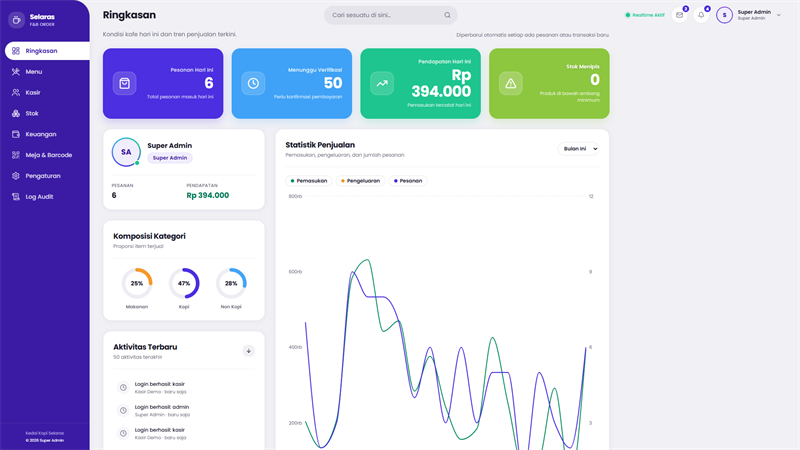 Selaras
F&B ORDER
Ringkasan
Menu
Kasir
Stok
Keuangan
Meja & Barcode
Pengaturan
Log Audit
Kedai Kopi Selaras
© 2026 Super Admin
Ringkasan
Cari sesuatu di sini..
Realtime Aktif
2
4
S
Super Admin
Super Admin
Kondisi kafe hari ini dan tren penjualan terkini.
Diperbarui otomatis setiap ada pesanan atau transaksi baru
Pesanan Hari Ini
6
Total pesanan masuk hari ini
Menunggu Verifikasi
50
Perlu konfirmasi pembayaran
Pendapatan Hari Ini
Rp
394.000
Pemasukan tercatat hari ini
Stok Menipis
0
Produk di bawah ambang
minimum
SA
Super Admin
Super Admin
PESANAN
6
PENDAPATAN
Rp 394.000
Komposisi Kategori
Proporsi item terjual
25%
47%
28%
Makanan
Kopi
Non Kopi
Aktivitas Terbaru
50 aktivitas terakhir
Login berhasil: kasir
Kasir Demo · baru saja
Login berhasil: admin
Super Admin · baru saja
Login berhasil: kasir
Kasir Demo · baru saja
Statistik Penjualan
Pemasukan, pengeluaran, dan jumlah pesanan
Bulan Ini
Pemasukan
Pengeluaran
Pesanan
800rb
12
600rb
9
400rb
6
200rb
3